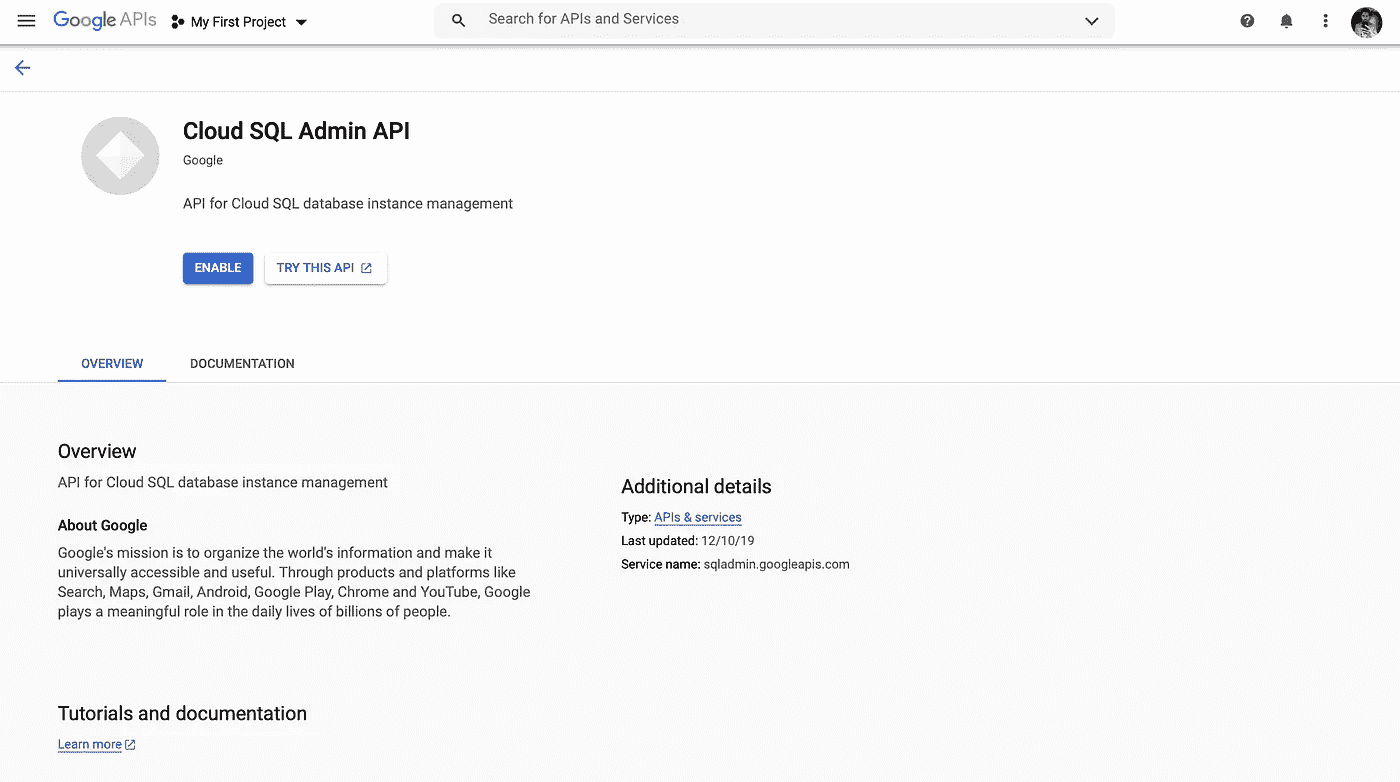 Google APIs My First Project Search for APIs and Services
Cloud SQL Admin API
Google
API for Cloud SQL database instance management
ENABLE TRY THIS API
OVERVIEW DOCUMENTATION
Overview
API for Cloud SQL database instance management
About Google
Google's mission is to organize the world's information and make it
universally accessible and useful. Through products and platforms like
Search, Maps, Gmail, Android, Google Play, Chrome and YouTube, Google
plays a meaningful role in the daily lives of billions of people.
Additional details
Type: APIs & services
Last updated: 12/10/19
Service name: sqladmin.googleapis.com
Tutorials and documentation
Learn more